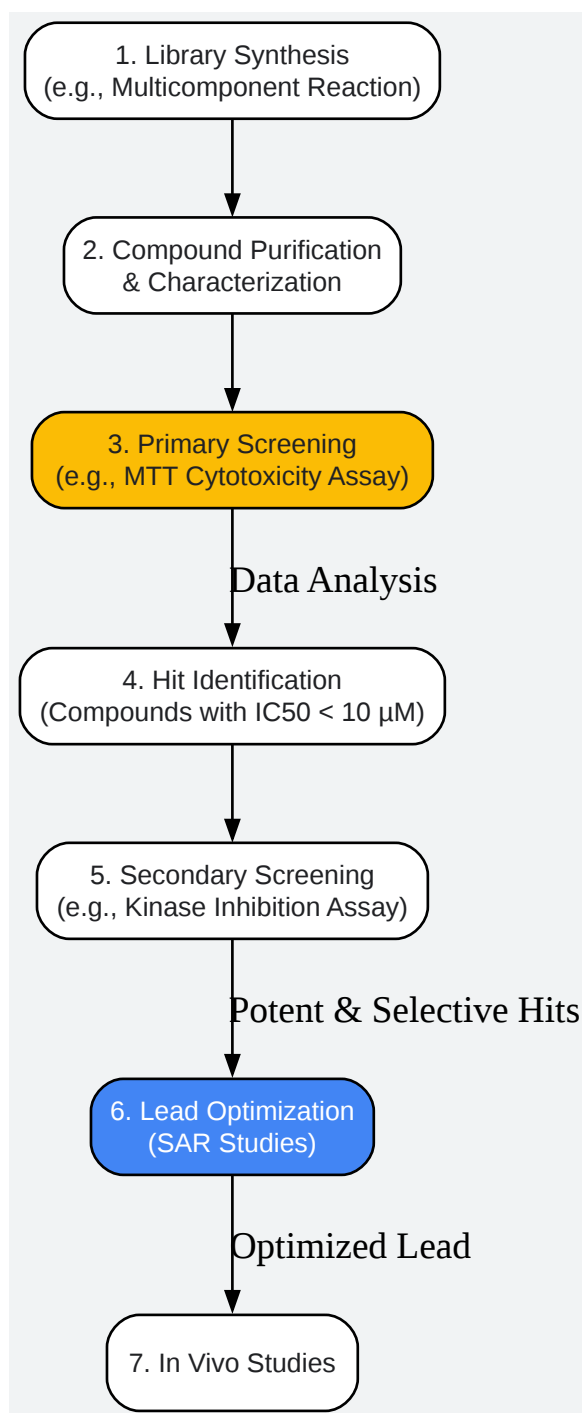 1. Library Synthesis
(e.g., Multicomponent Reaction)
2. Compound Purification
& Characterization
3. Primary Screening
(e.g., MTT Cytotoxicity Assay)
Data Analysis
4. Hit Identification
(Compounds with IC50 < 10 µM)
5. Secondary Screening
(e.g., Kinase Inhibition Assay)
Potent & Selective Hits
6. Lead Optimization
(SAR Studies)
Optimized Lead
7. In Vivo Studies